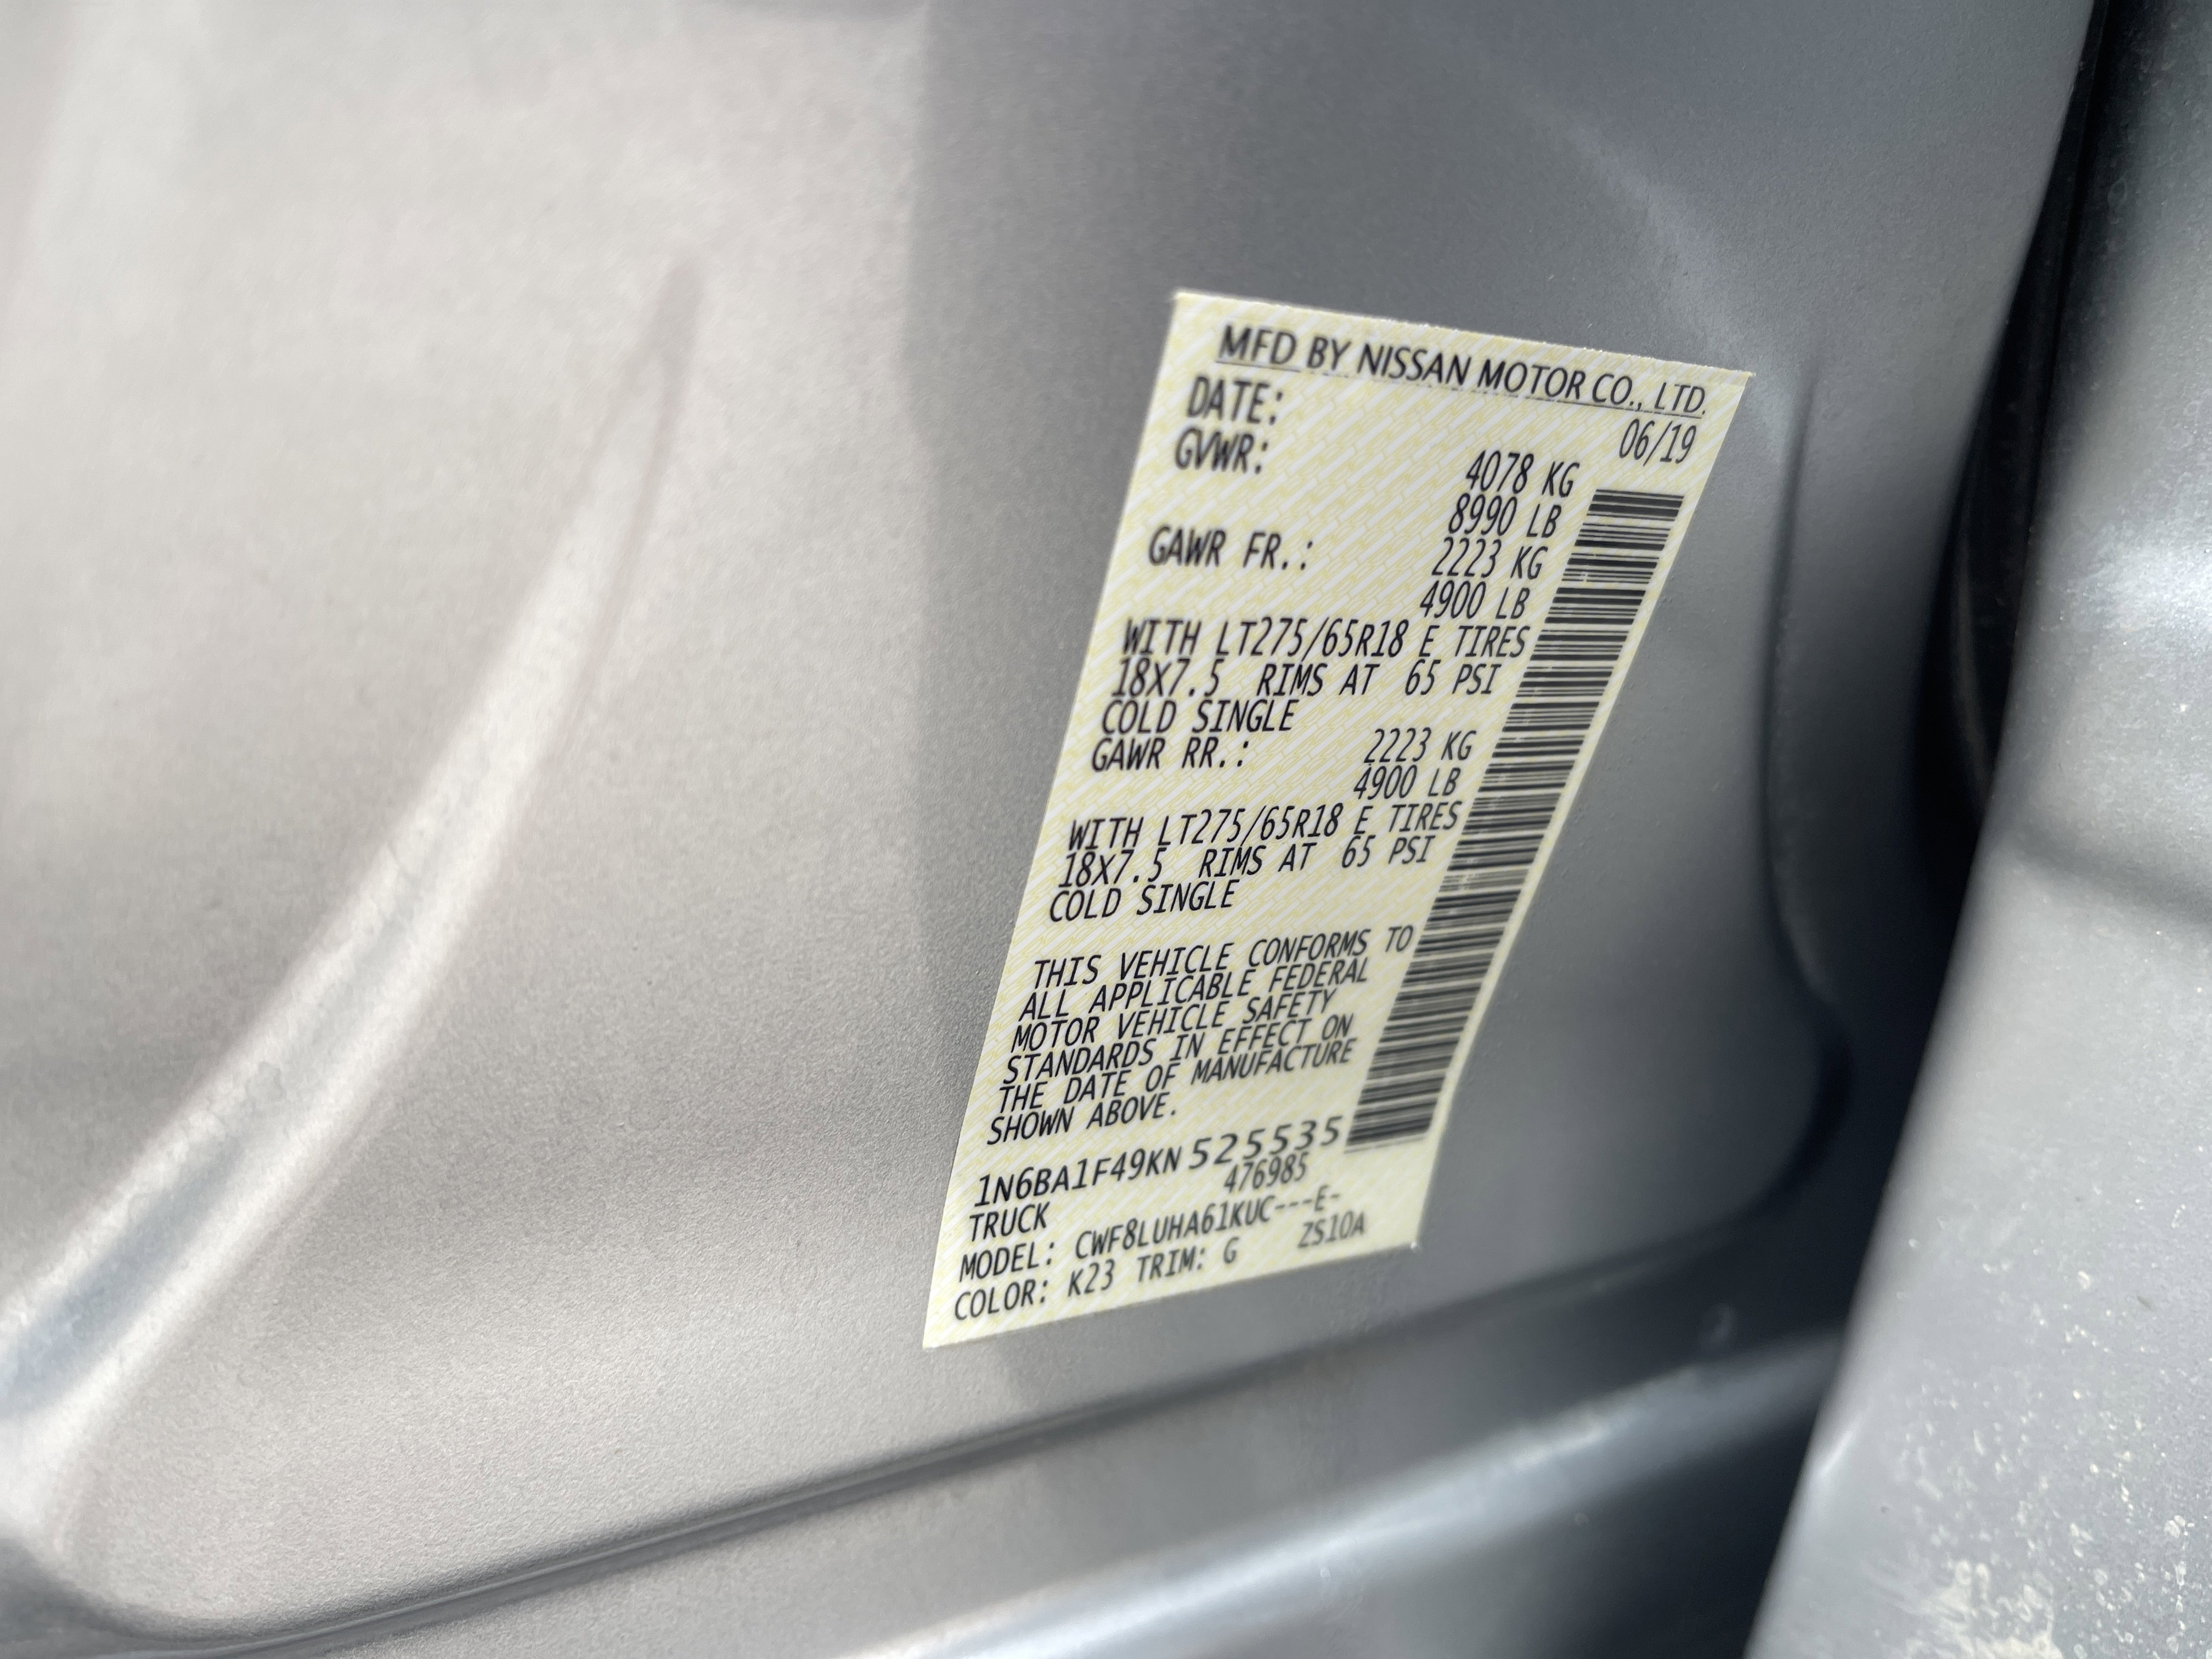 MFD BY NISSAN MOTOR CO., LTD.
DATE: 06/19
GVWR: 4078 KG
8990 LB
GAWR FR.: 2223 KG
4900 LB
WITH LT275/65R18 E TIRES
18X7.5 RIMS AT 65 PSI
COLD SINGLE
GAWR RR.: 2223 KG
4900 LB
WITH LT275/65R18 E TIRES
18X7.5 RIMS AT 65 PSI
COLD SINGLE
THIS VEHICLE CONFORMS TO
ALL APPLICABLE FEDERAL
MOTOR VEHICLE SAFETY
STANDARDS IN EFFECT ON
THE DATE OF MANUFACTURE
SHOWN ABOVE.
1N6BA1F49KN 525535
TRUCK 476985
MODEL: CWF8LUHA61KUC---E-
COLOR: K23 TRIM: G ZS10A